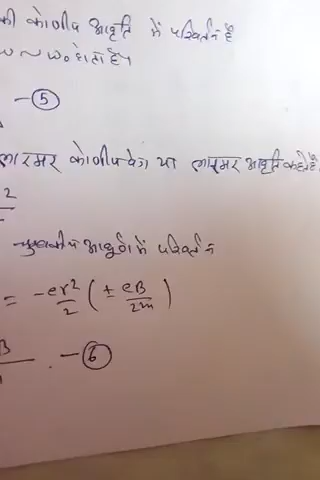 की कोणीय आवृति में परिवर्तन है
ω ~ ω० होता है।
— ⑤
लारमर कोणीय वेग या लारमर आवृति कहते है
2
चुम्बकीय आघूर्ण में परिवर्तन
= -er²/2 (± eB/2m)
B
— ⑥